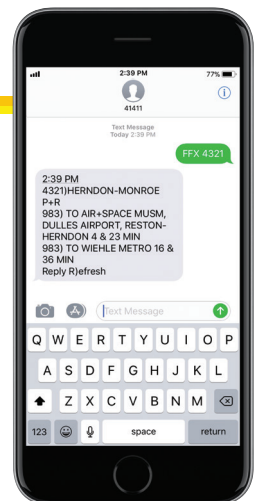 2:39 PM
77%
41411
Text Message
Today 2:39 PM
FFX 4321
2:39 PM
4321)HERNDON-MONROE
P+R
983) TO AIR+SPACE MUSM,
DULLES AIRPORT, RESTON-
HERNDON 4 & 23 MIN
983) TO WIEHLE METRO 16 &
36 MIN
Reply R)efresh
Text Message
Q W E R T Y U I O P
A S D F G H J K L
Z X C V B N M
123 space return